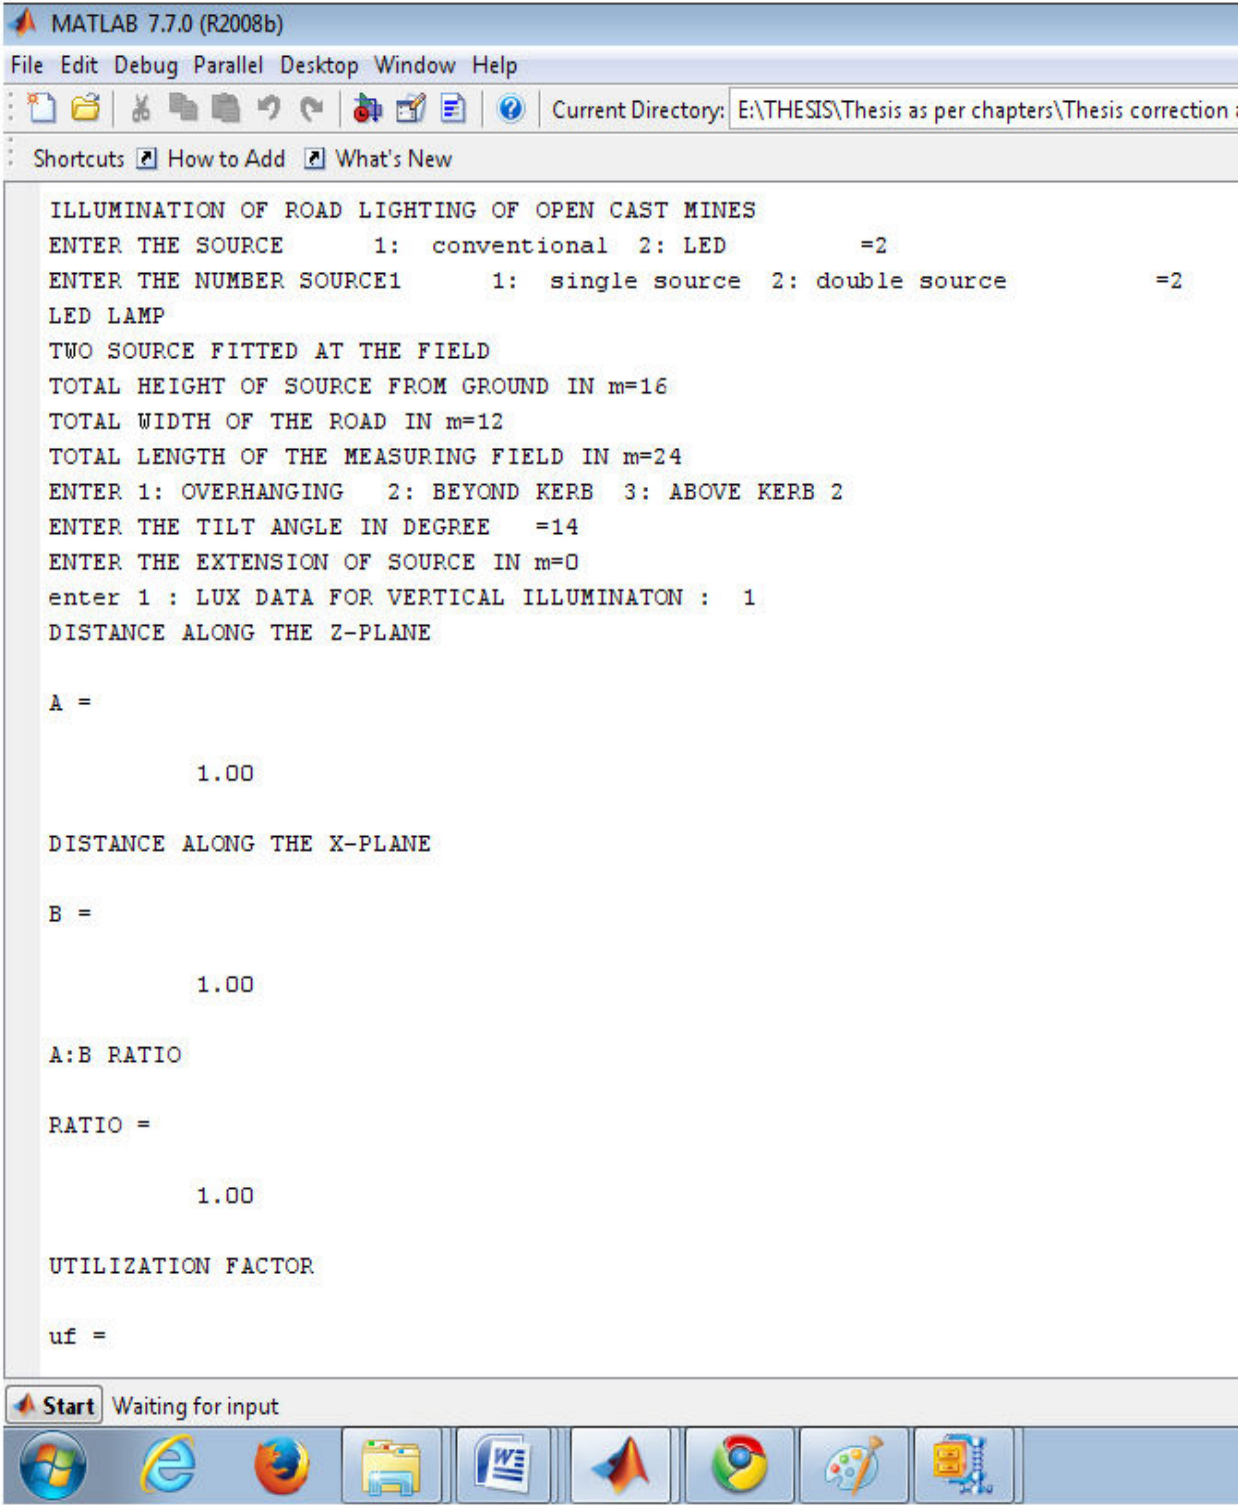 MATLAB 7.7.0 (R2008b)
File Edit Debug Parallel Desktop Window Help
Current Directory: E:\THESIS\Thesis as per chapters\Thesis correction a
Shortcuts How to Add What's New
ILLUMINATION OF ROAD LIGHTING OF OPEN CAST MINES
ENTER THE SOURCE 1: conventional 2: LED =2
ENTER THE NUMBER SOURCE1 1: single source 2: double source =2
LED LAMP
TWO SOURCE FITTED AT THE FIELD
TOTAL HEIGHT OF SOURCE FROM GROUND IN m=16
TOTAL WIDTH OF THE ROAD IN m=12
TOTAL LENGTH OF THE MEASURING FIELD IN m=24
ENTER 1: OVERHANGING 2: BEYOND KERB 3: ABOVE KERB 2
ENTER THE TILT ANGLE IN DEGREE =14
ENTER THE EXTENSION OF SOURCE IN m=0
enter 1 : LUX DATA FOR VERTICAL ILLUMINATON : 1
DISTANCE ALONG THE Z-PLANE
A =
1.00
DISTANCE ALONG THE X-PLANE
B =
1.00
A:B RATIO
RATIO =
1.00
UTILIZATION FACTOR
uf =
Start Waiting for input